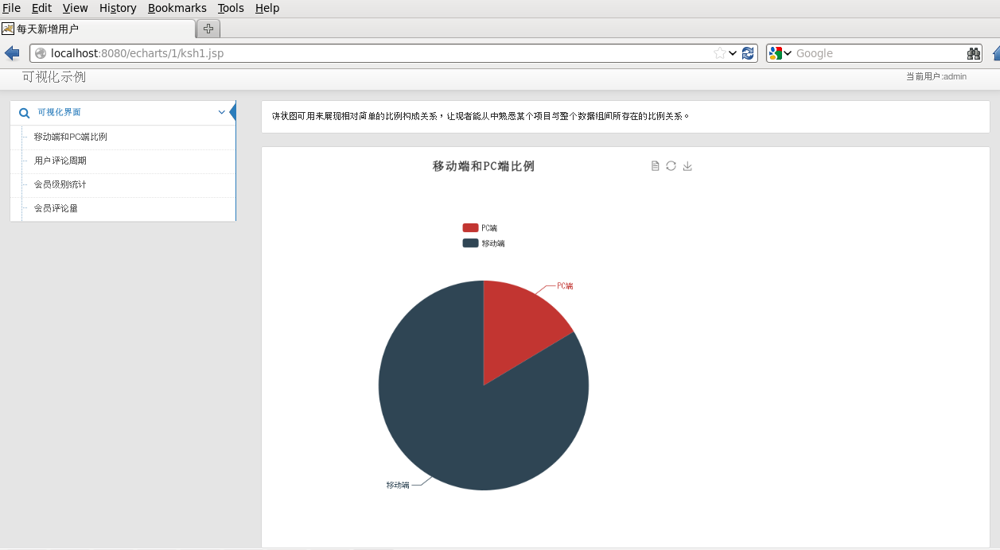 File Edit View History Bookmarks Tools Help
每天新增用户
localhost:8080/echarts/1/ksh1.jsp
Google
可视化示例
当前用户:admin
可视化界面
移动端和PC端比例
用户评论周期
会员级别统计
会员评论量
饼状图可用来展现相对简单的比例构成关系，让观者能从中熟悉某个项目与整个数据组间所存在的比例关系。
移动端和PC端比例
PC端
移动端
PC端
移动端